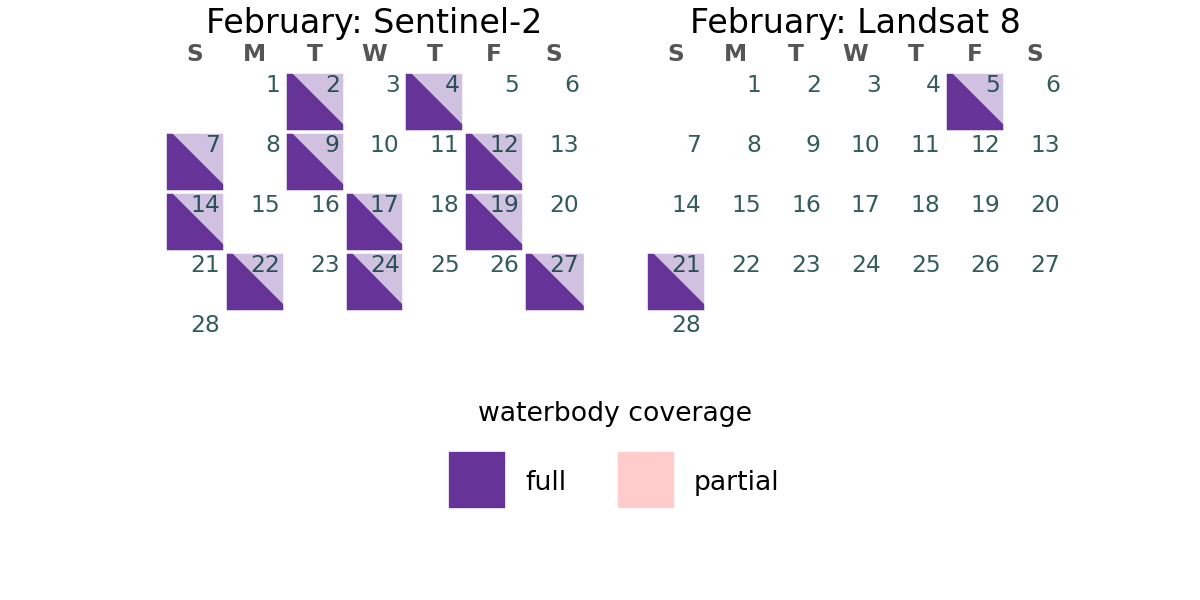 February: Sentinel-2
S M T W T F S
1 2 3 4 5 6
7 8 9 10 11 12 13
14 15 16 17 18 19 20
21 22 23 24 25 26 27
28
February: Landsat 8
S M T W T F S
1 2 3 4 5 6
7 8 9 10 11 12 13
14 15 16 17 18 19 20
21 22 23 24 25 26 27
28
waterbody coverage
full
partial